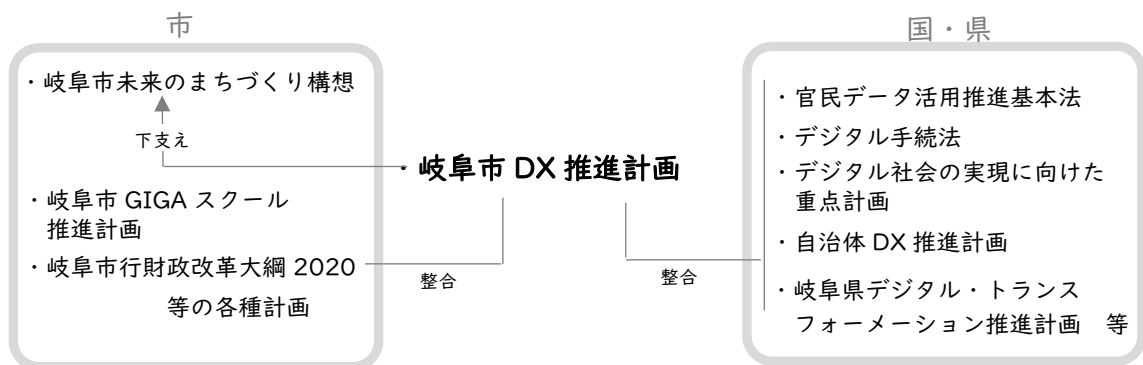 市
・岐阜市未来のまちづくり構想
下支え
・岐阜市 GIGA スクール
推進計画
・岐阜市行財政改革大綱 2020
等の各種計画
・岐阜市 DX 推進計画
整合
整合
国・県
・官民データ活用推進基本法
・デジタル手続法
・デジタル社会の実現に向けた
重点計画
・自治体 DX 推進計画
・岐阜県デジタル・トランス
フォーメーション推進計画　等